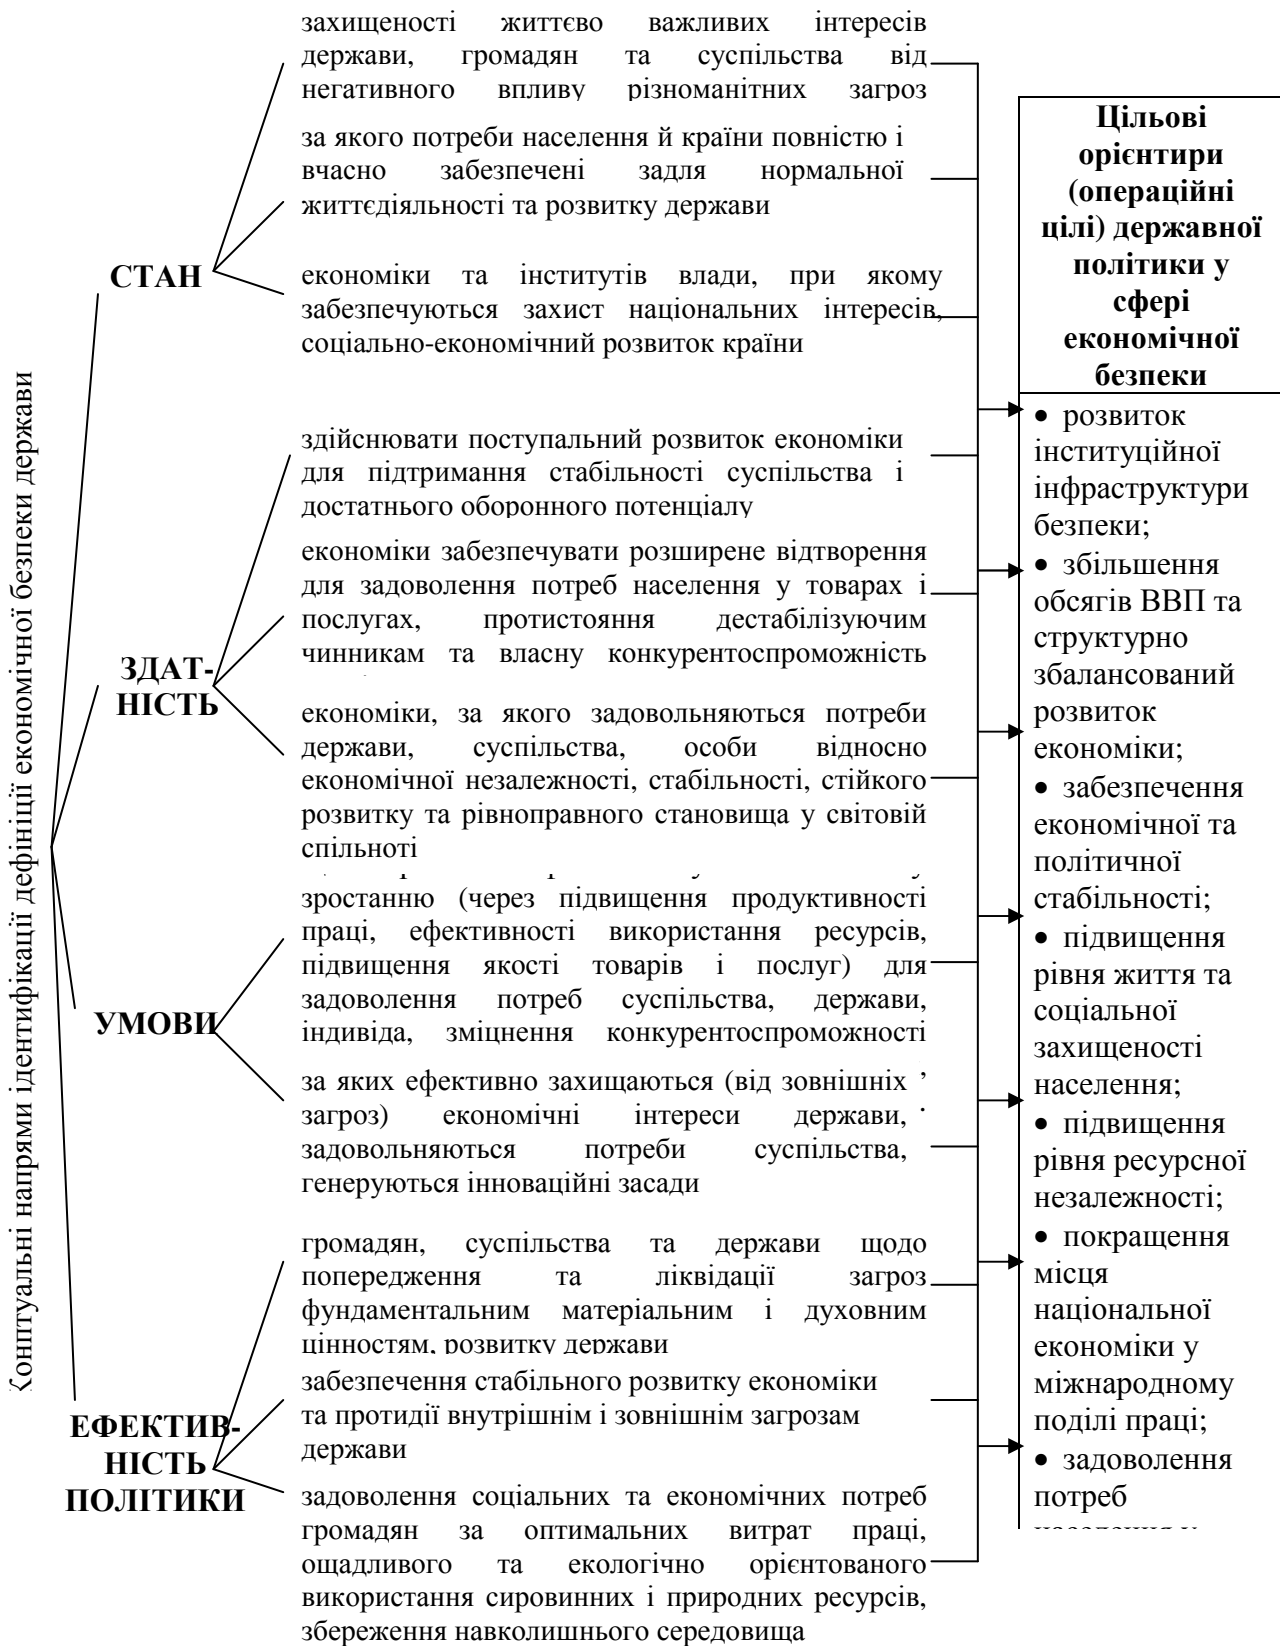 Конптуальні напрями ідентифікації дефініції економічної безпеки держави
СТАН
захищеності життєво важливих інтересів
держави, громадян та суспільства від
негативного впливу різноманітних загроз
за якого потреби населення й країни повністю і
вчасно забезпечені задля нормальної
життєдіяльності та розвитку держави
економіки та інститутів влади, при якому
забезпечуються захист національних інтересів,
соціально-економічний розвиток країни
ЗДАТ-
НІСТЬ
здійснювати поступальний розвиток економіки
для підтримання стабільності суспільства і
достатнього оборонного потенціалу
економіки забезпечувати розширене відтворення
для задоволення потреб населення у товарах і
послугах, протистояння дестабілізуючим
чинникам та власну конкурентоспроможність
економіки, за якого задовольняються потреби
держави, суспільства, особи відносно
економічної незалежності, стабільності, стійкого
розвитку та рівноправного становища у світовій
спільноті
УМОВИ
зростанню (через підвищення продуктивності
праці, ефективності використання ресурсів,
підвищення якості товарів і послуг) для
задоволення потреб суспільства, держави,
індивіда, зміцнення конкурентоспроможності
за яких ефективно захищаються (від зовнішніх
загроз) економічні інтереси держави,
задовольняються потреби суспільства,
генеруються інноваційні засади
ЕФЕКТИВ-
НІСТЬ
ПОЛІТИКИ
громадян, суспільства та держави щодо
попередження та ліквідації загроз
фундаментальним матеріальним і духовним
цінностям, розвитку держави
забезпечення стабільного розвитку економіки
та протидії внутрішнім і зовнішнім загрозам
держави
задоволення соціальних та економічних потреб
громадян за оптимальних витрат праці,
ощадливого та екологічно орієнтованого
використання сировинних і природних ресурсів,
збереження навколишнього середовища
Цільові
орієнтири
(операційні
цілі) державної
політики у
сфері
економічної
безпеки
• розвиток
інституційної
інфраструктури
безпеки;
• збільшення
обсягів ВВП та
структурно
збалансований
розвиток
економіки;
• забезпечення
економічної та
політичної
стабільності;
• підвищення
рівня життя та
соціальної
захищеності
населення;
• підвищення
рівня ресурсної
незалежності;
• покращення
місця
національної
економіки у
міжнародному
поділі праці;
• задоволення
потреб